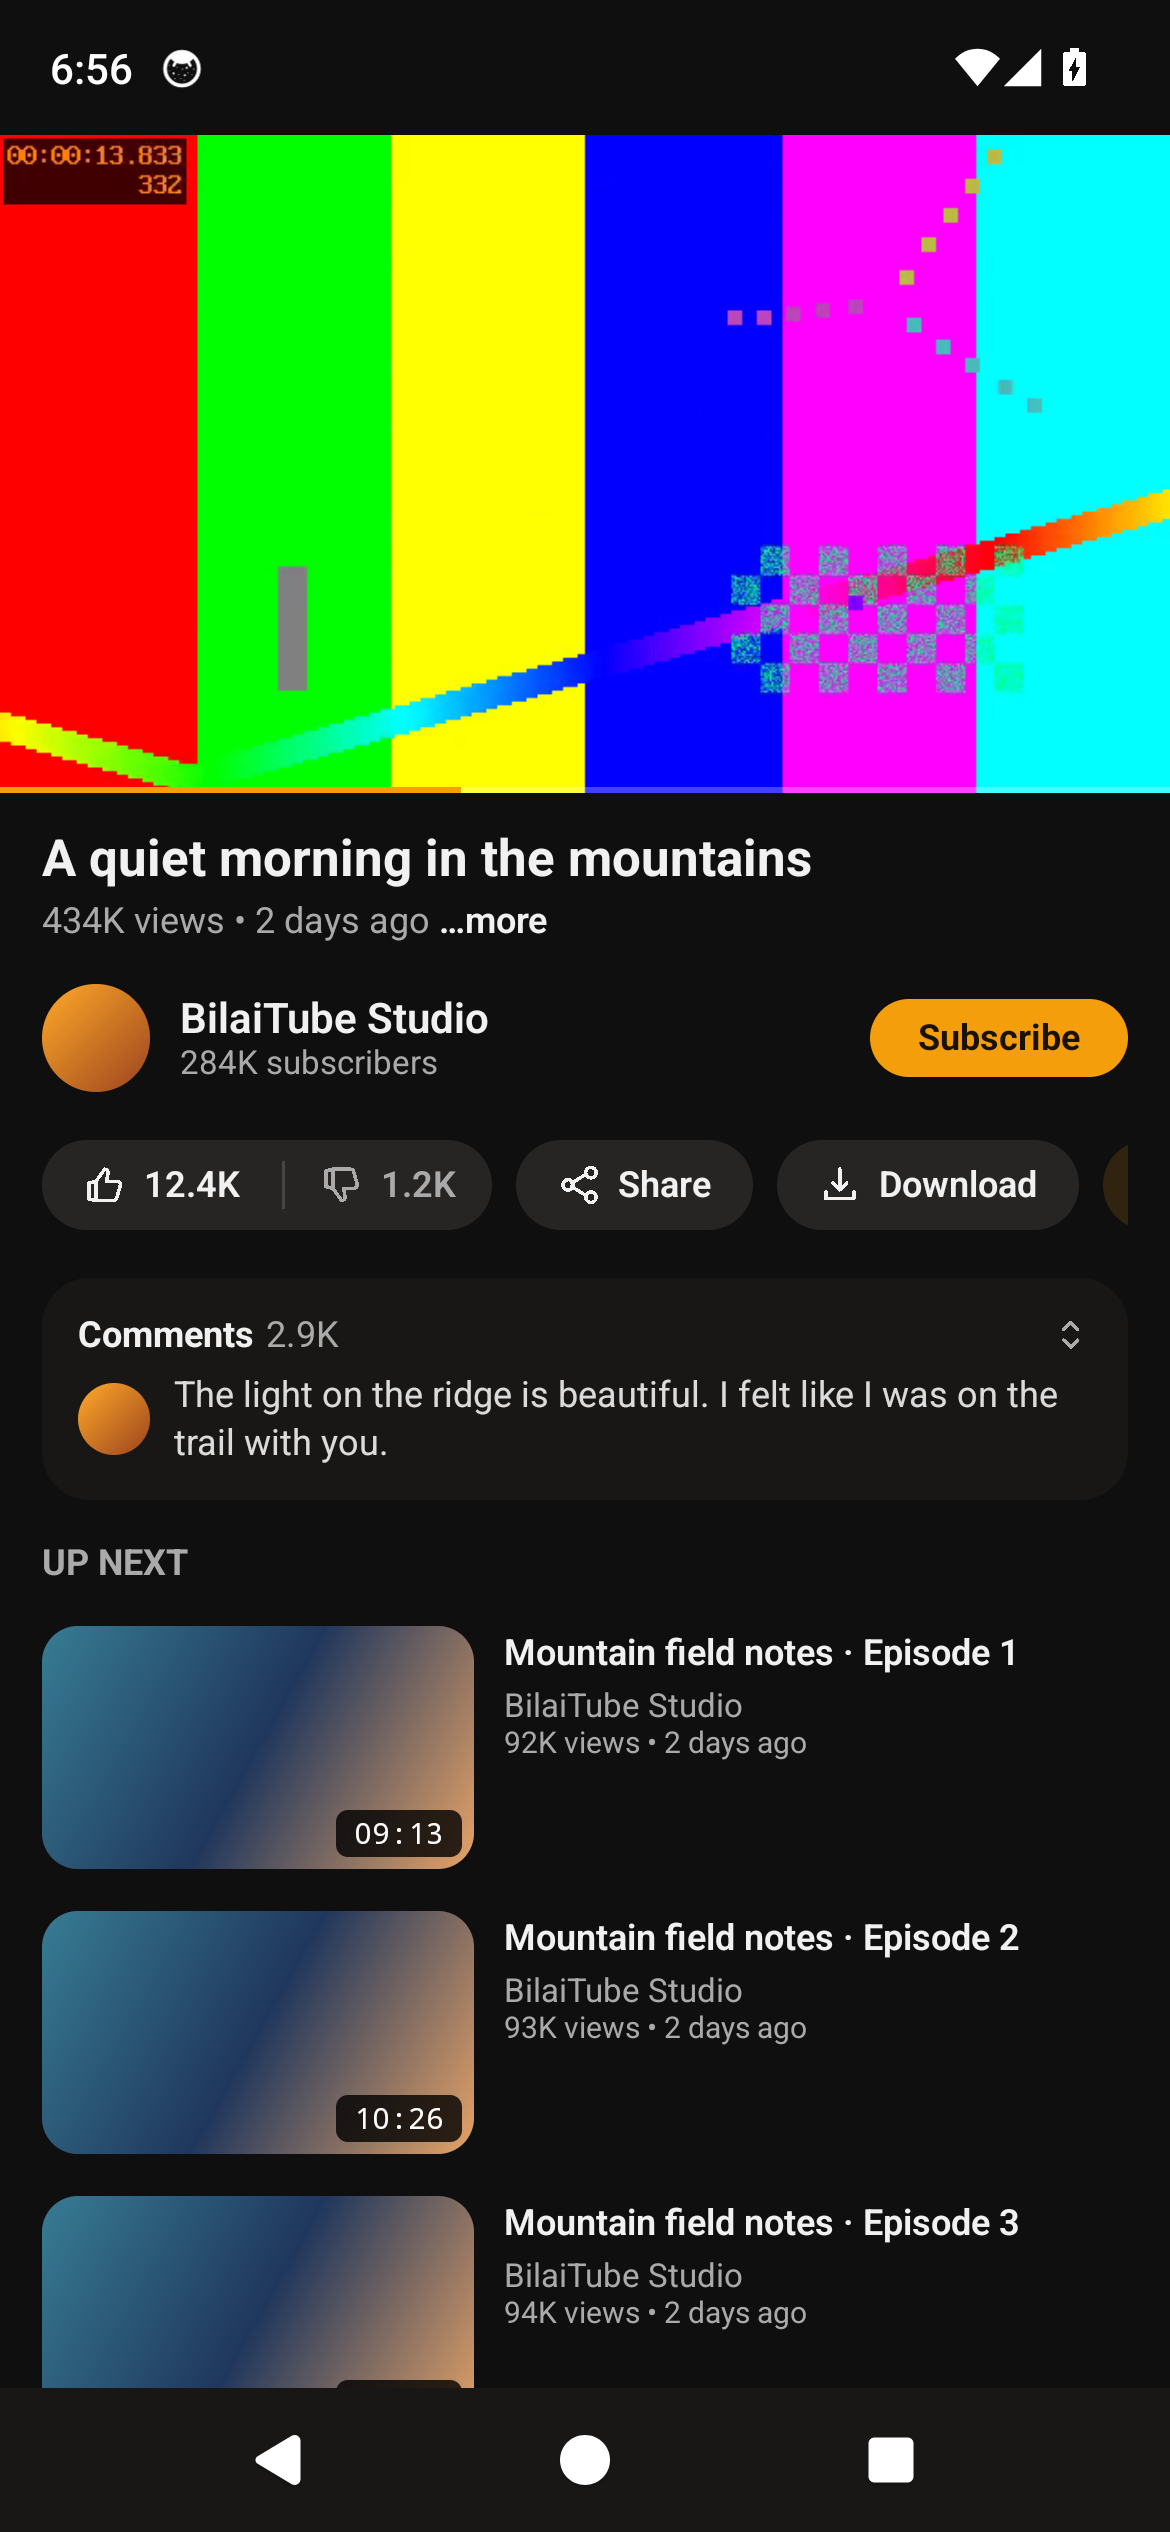 6:56
00:00:13.833
332
A quiet morning in the mountains
434K views • 2 days ago ...more
BilaiTube Studio
284K subscribers
Subscribe
12.4K
1.2K
Share
Download
Comments 2.9K
The light on the ridge is beautiful. I felt like I was on the
trail with you.
UP NEXT
Mountain field notes · Episode 1
BilaiTube Studio
92K views • 2 days ago
09:13
Mountain field notes · Episode 2
BilaiTube Studio
93K views • 2 days ago
10:26
Mountain field notes · Episode 3
BilaiTube Studio
94K views • 2 days ago